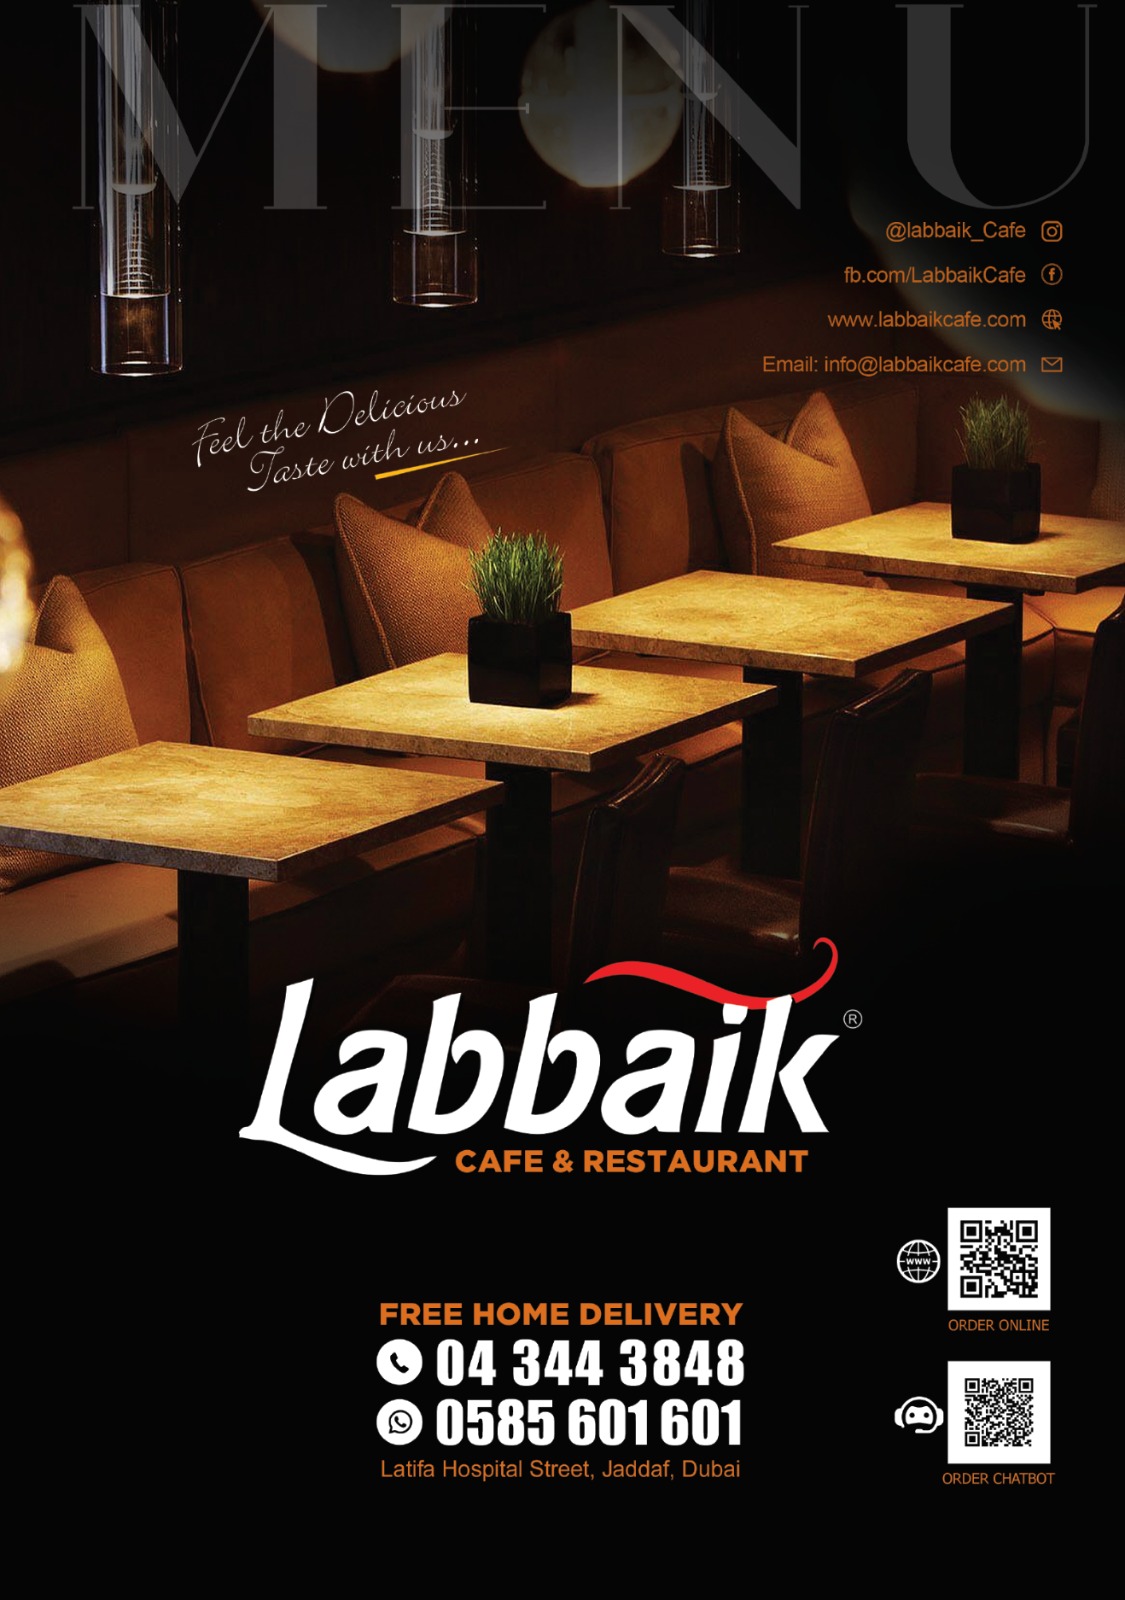 MENU
@labbaik_Cafe
fb.com/LabbaikCafe
www.labbaikcafe.com
Email: info@labbaikcafe.com
Feel the Delicious
Taste with us...
Labbaik®
CAFE & RESTAURANT
WWW
ORDER ONLINE
FREE HOME DELIVERY
04 344 3848
0585 601 601
Latifa Hospital Street, Jaddaf, Dubai
ORDER CHATBOT